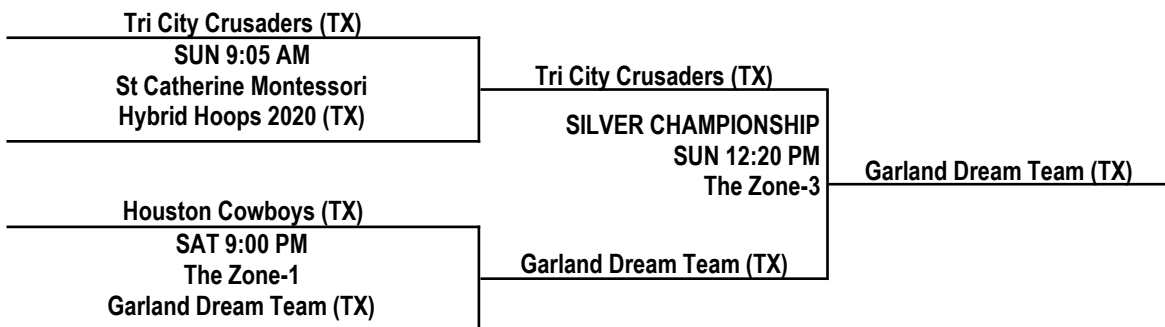 Tri City Crusaders (TX)
SUN 9:05 AM
St Catherine Montessori
Hybrid Hoops 2020 (TX)
Tri City Crusaders (TX)
SILVER CHAMPIONSHIP
SUN 12:20 PM
The Zone-3
Garland Dream Team (TX)
Houston Cowboys (TX)
SAT 9:00 PM
The Zone-1
Garland Dream Team (TX)
Garland Dream Team (TX)